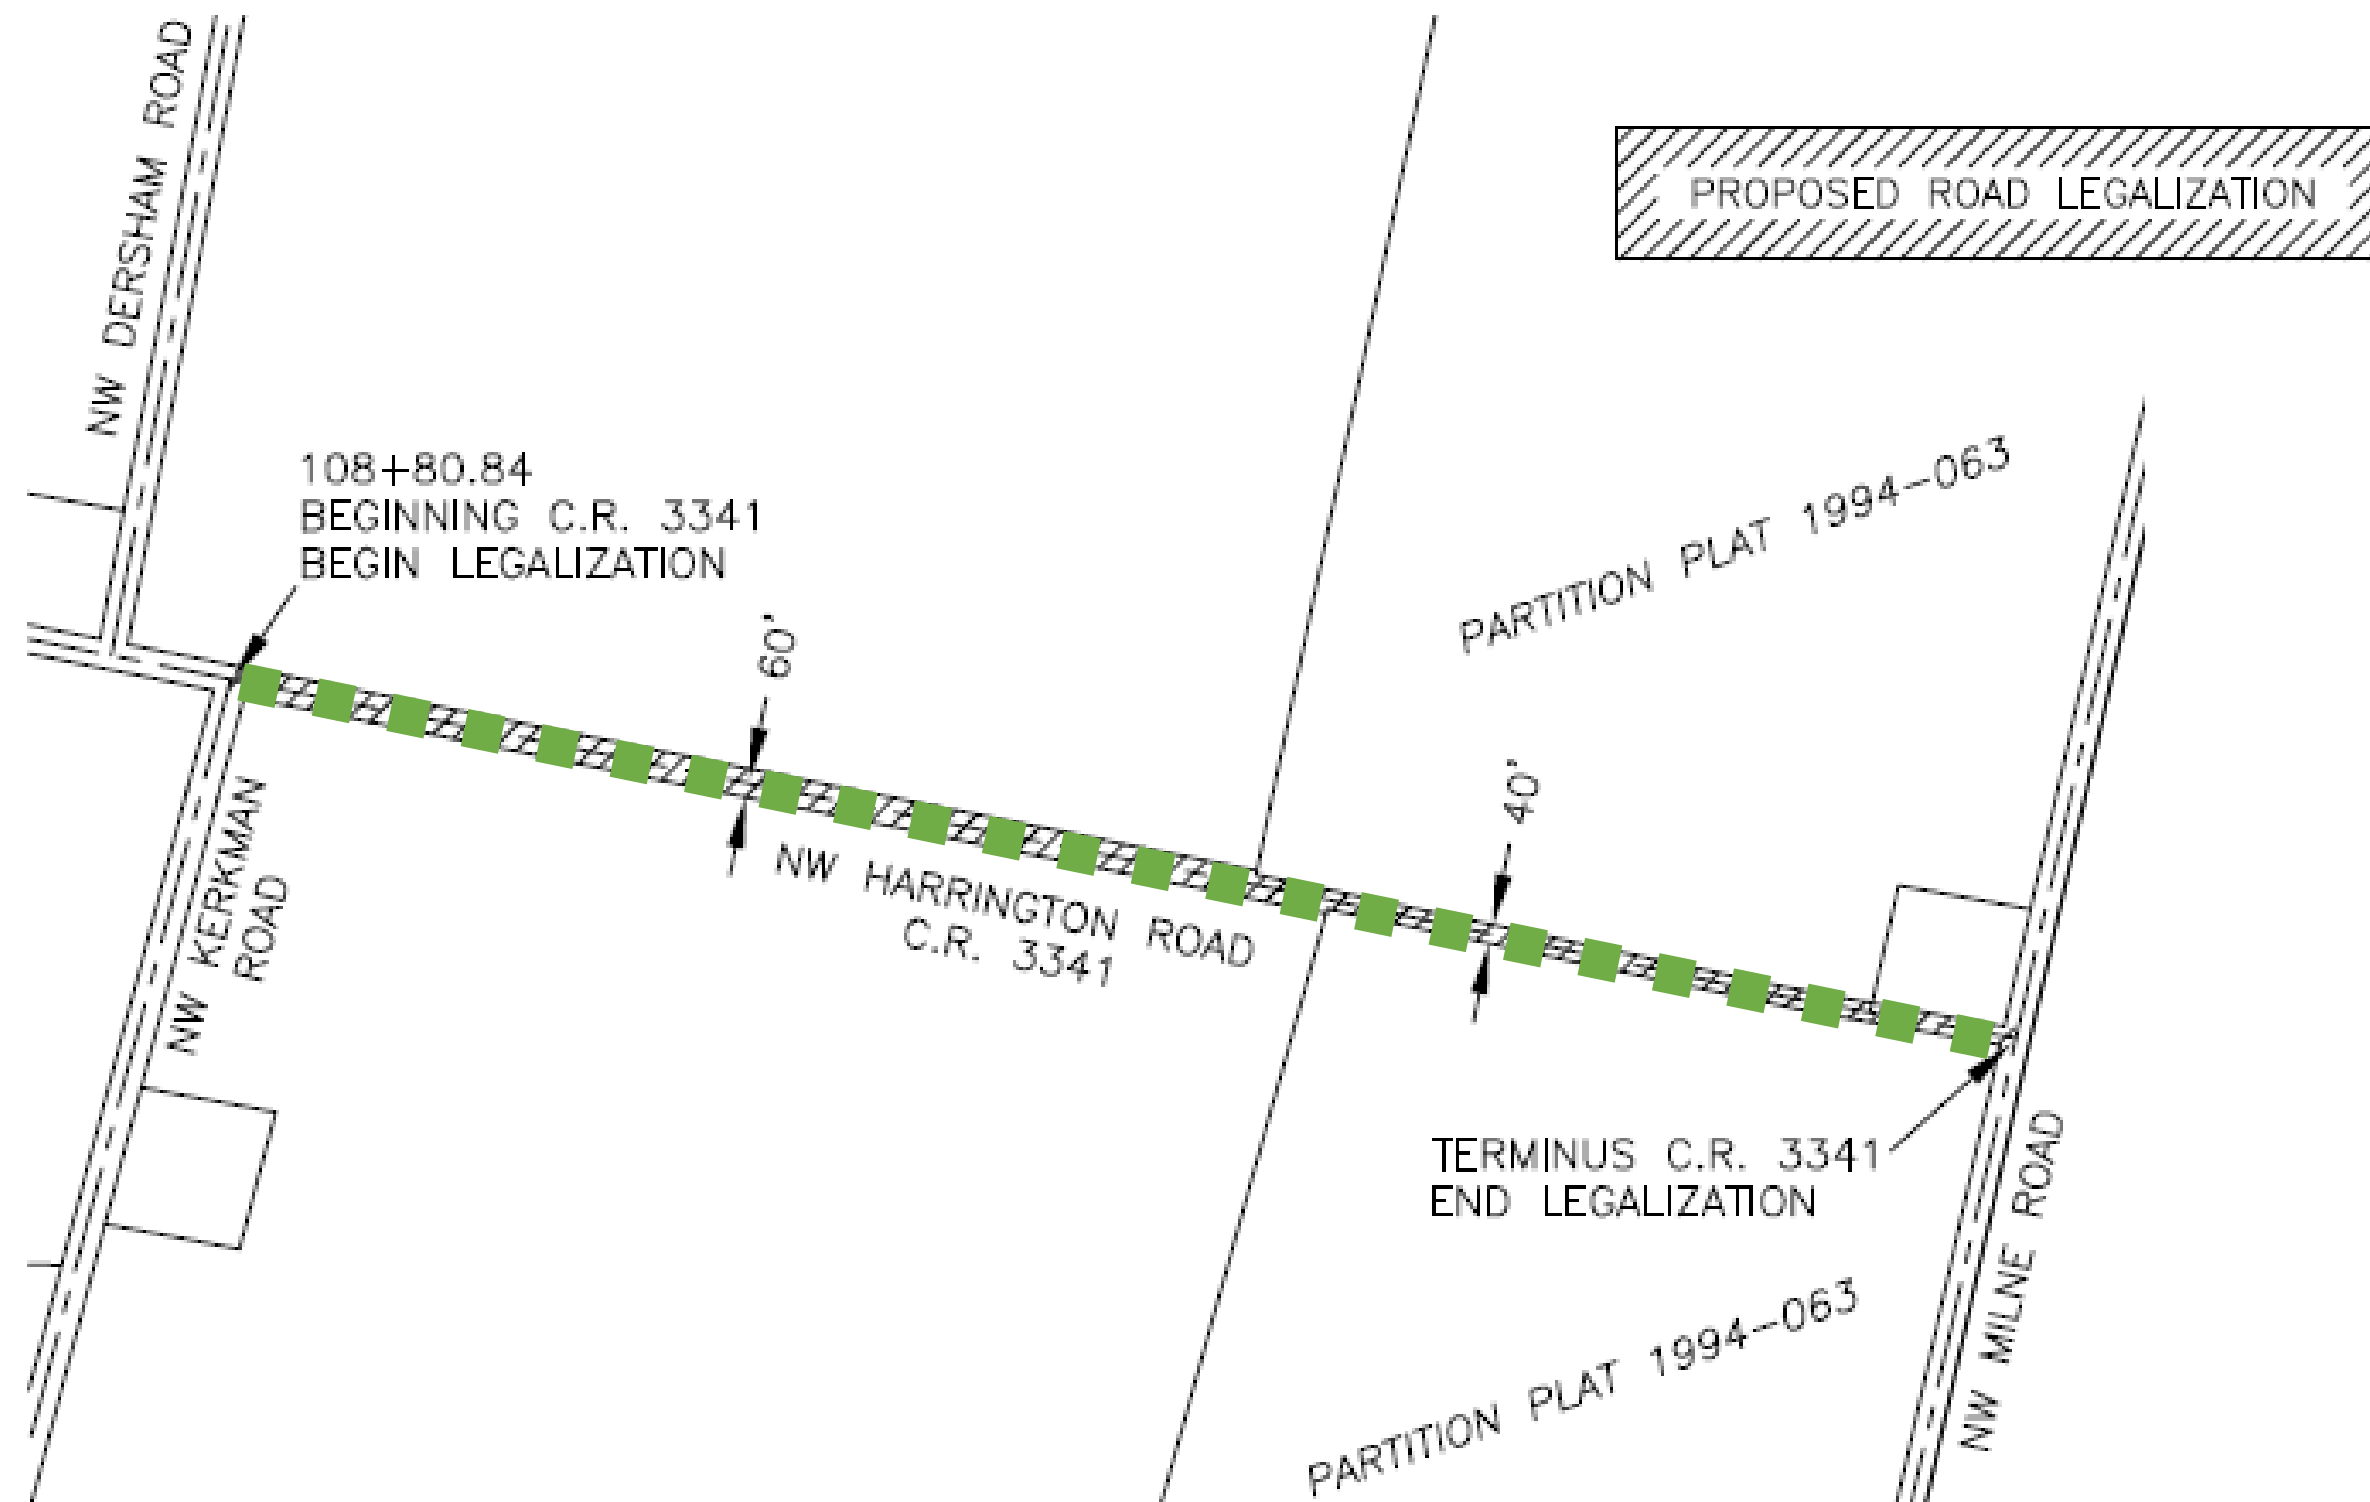 NW DERSHAM ROAD
PROPOSED ROAD LEGALIZATION
108+80.84
BEGINNING C.R. 3341
BEGIN LEGALIZATION
PARTITION PLAT 1994-063
60'
40'
NW HARRINGTON ROAD
C.R. 3341
NW KERKMAN
ROAD
TERMINUS C.R. 3341
END LEGALIZATION
NW MILNE ROAD
PARTITION PLAT 1994-063